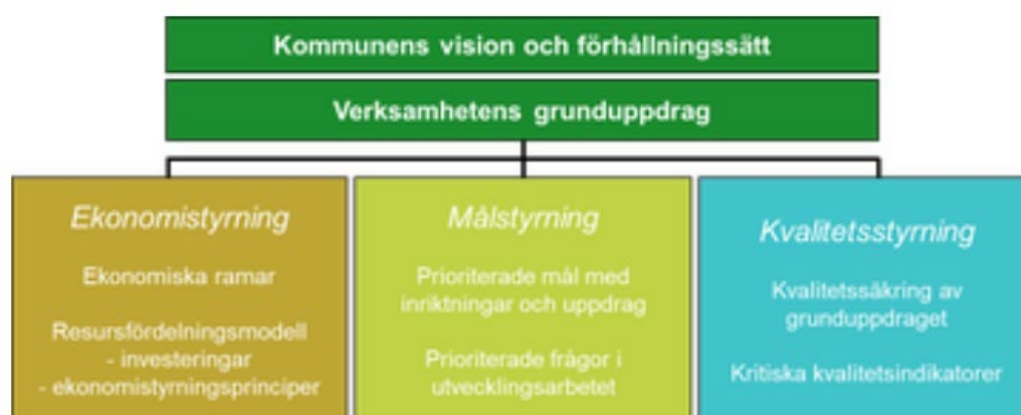 Kommunens vision och förhållningssätt
Verksamhetens grunduppdrag
Ekonomistyrning
Ekonomiska ramar
Resursfördelningsmodell
- investeringar
- ekonomistyrningsprinciper
Målstyrning
Prioriterade mål med
inriktningar och uppdrag
Prioriterade frågor i
utvecklingsarbetet
Kvalitetsstyrning
Kvalitetssäkring av
grunduppdraget
Kritiska kvalitetsindikatorer